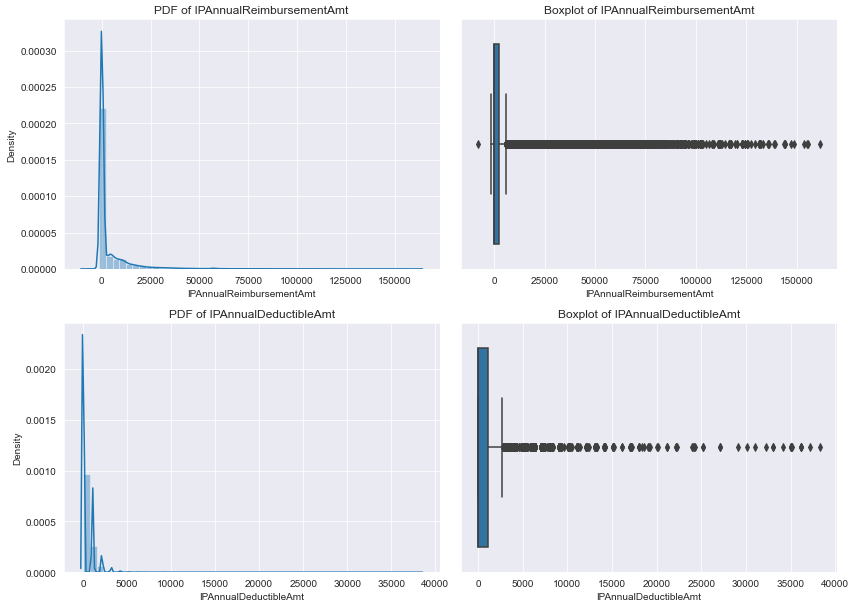 PDF of IPAnnualReimbursementAmt
Density
0.00030
0.00025
0.00020
0.00015
0.00010
0.00005
0.00000
0 25000 50000 75000 100000 125000 150000
IPAnnualReimbursementAmt
Boxplot of IPAnnualReimbursementAmt
0 25000 50000 75000 100000 125000 150000
IPAnnualReimbursementAmt
PDF of IPAnnualDeductibleAmt
Density
0.0020
0.0015
0.0010
0.0005
0.0000
0 5000 10000 15000 20000 25000 30000 35000 40000
IPAnnualDeductibleAmt
Boxplot of IPAnnualDeductibleAmt
0 5000 10000 15000 20000 25000 30000 35000 40000
IPAnnualDeductibleAmt